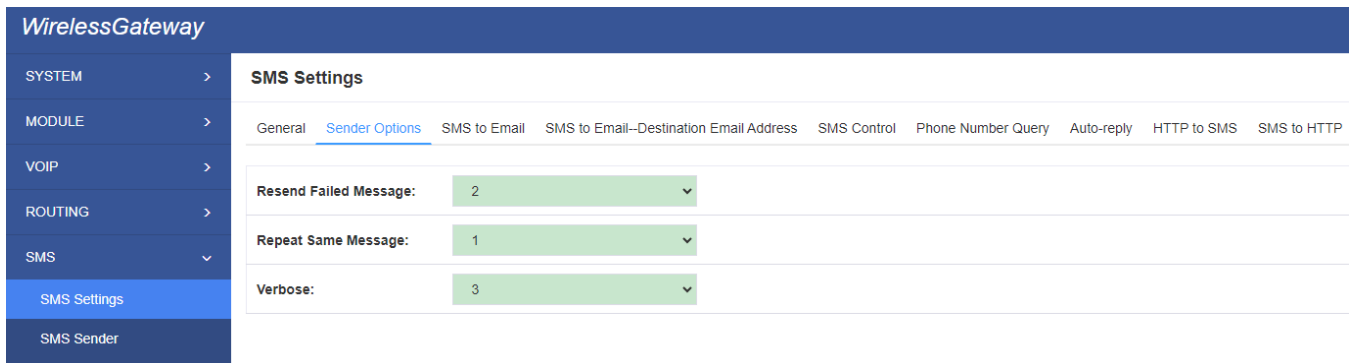 WirelessGateway
SYSTEM
MODULE
VOIP
ROUTING
SMS
SMS Settings
SMS Sender
SMS Settings
General Sender Options SMS to Email SMS to Email--Destination Email Address SMS Control Phone Number Query Auto-reply HTTP to SMS SMS to HTTP
Resend Failed Message: 2
Repeat Same Message: 1
Verbose: 3